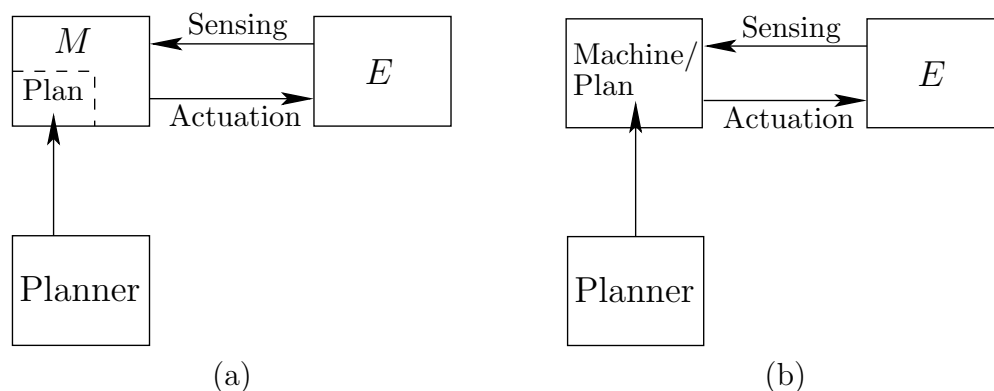 M
Plan
Sensing
Actuation
E
Planner
(a)
Machine/
Plan
Sensing
Actuation
E
Planner
(b)